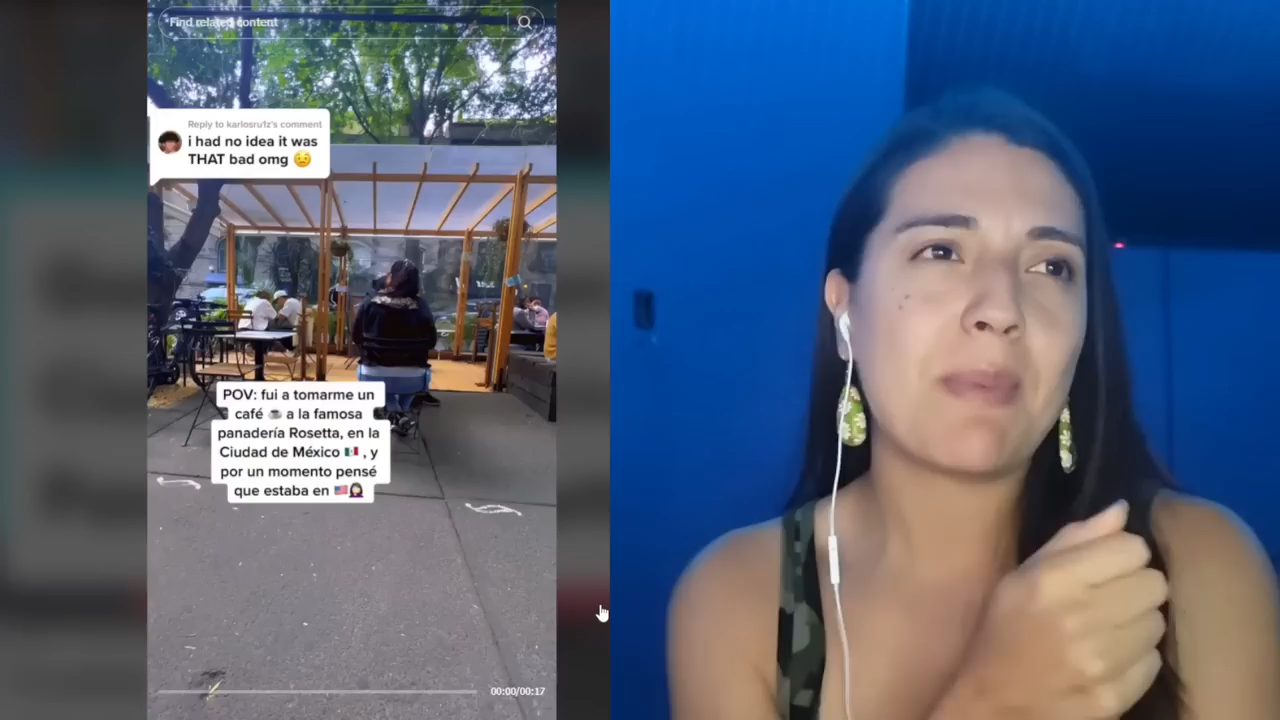 Find related content
Reply to karlosru1z's comment
i had no idea it was
THAT bad omg 😟
POV: fui a tomarme un
café ☕ a la famosa
panadería Rosetta, en la
Ciudad de México 🇲🇽 , y
por un momento pensé
que estaba en 🇺🇸🤦🏻‍♀️
00:00/00:17